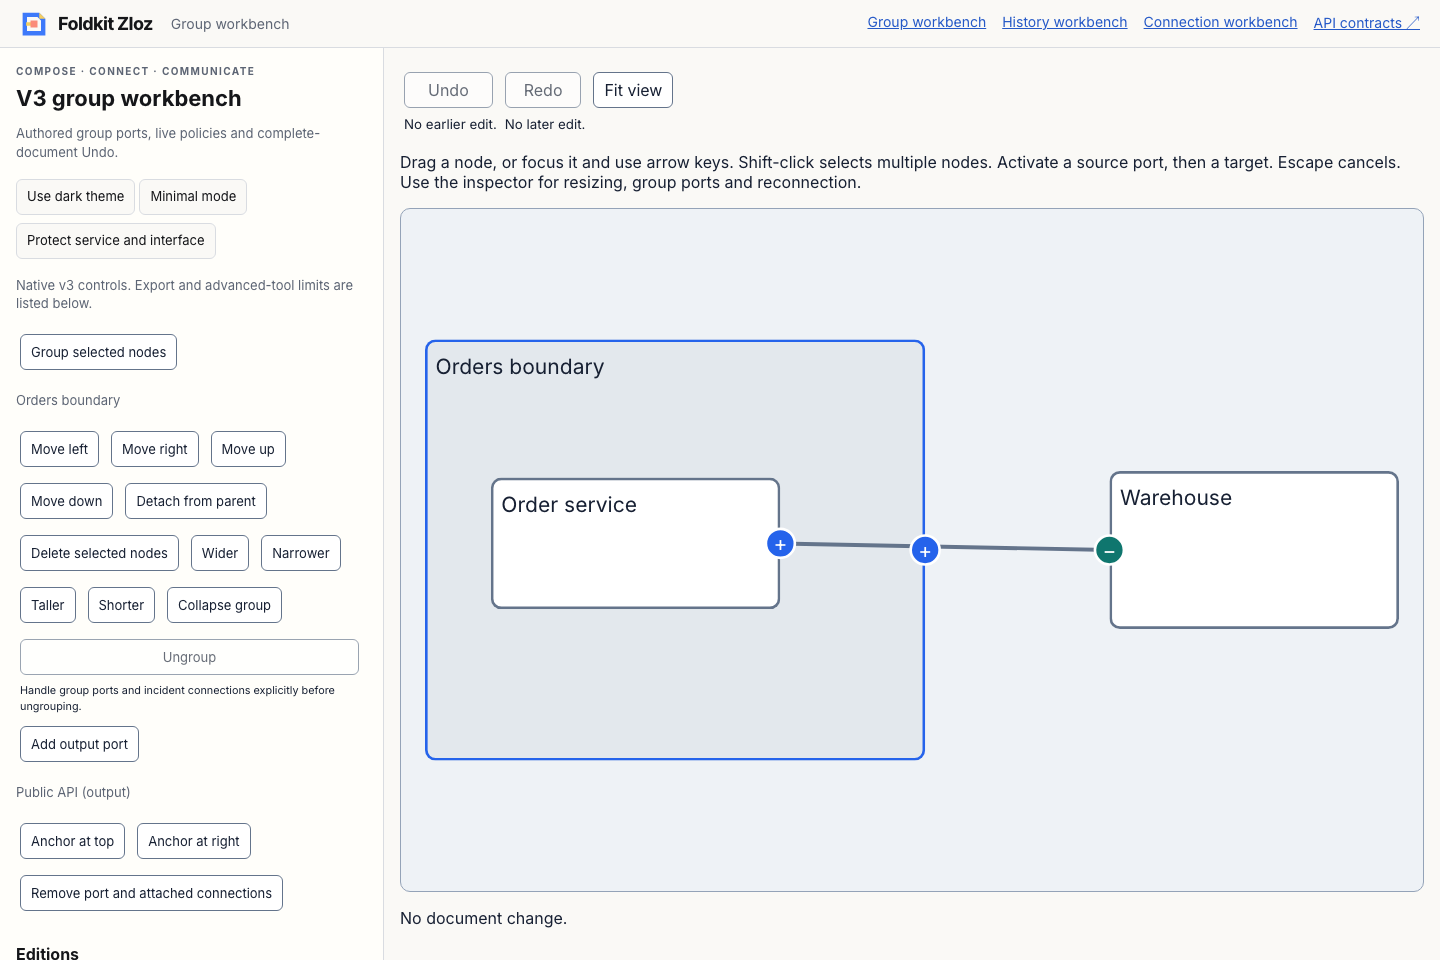 Foldkit Zloz
Group workbench
Group workbench
History workbench
Connection workbench
API contracts ↗
COMPOSE · CONNECT · COMMUNICATE
V3 group workbench
Authored group ports, live policies and complete-
document Undo.
Use dark theme
Minimal mode
Protect service and interface
Native v3 controls. Export and advanced-tool limits are
listed below.
Group selected nodes
Orders boundary
Move left
Move right
Move up
Move down
Detach from parent
Delete selected nodes
Wider
Narrower
Taller
Shorter
Collapse group
Ungroup
Handle group ports and incident connections explicitly before
ungrouping.
Add output port
Public API (output)
Anchor at top
Anchor at right
Remove port and attached connections
Editions
Undo
Redo
Fit view
No earlier edit.
No later edit.
Drag a node, or focus it and use arrow keys. Shift-click selects multiple nodes. Activate a source port, then a target. Escape cancels.
Use the inspector for resizing, group ports and reconnection.
Orders boundary
Order service
+
+
Warehouse
−
No document change.